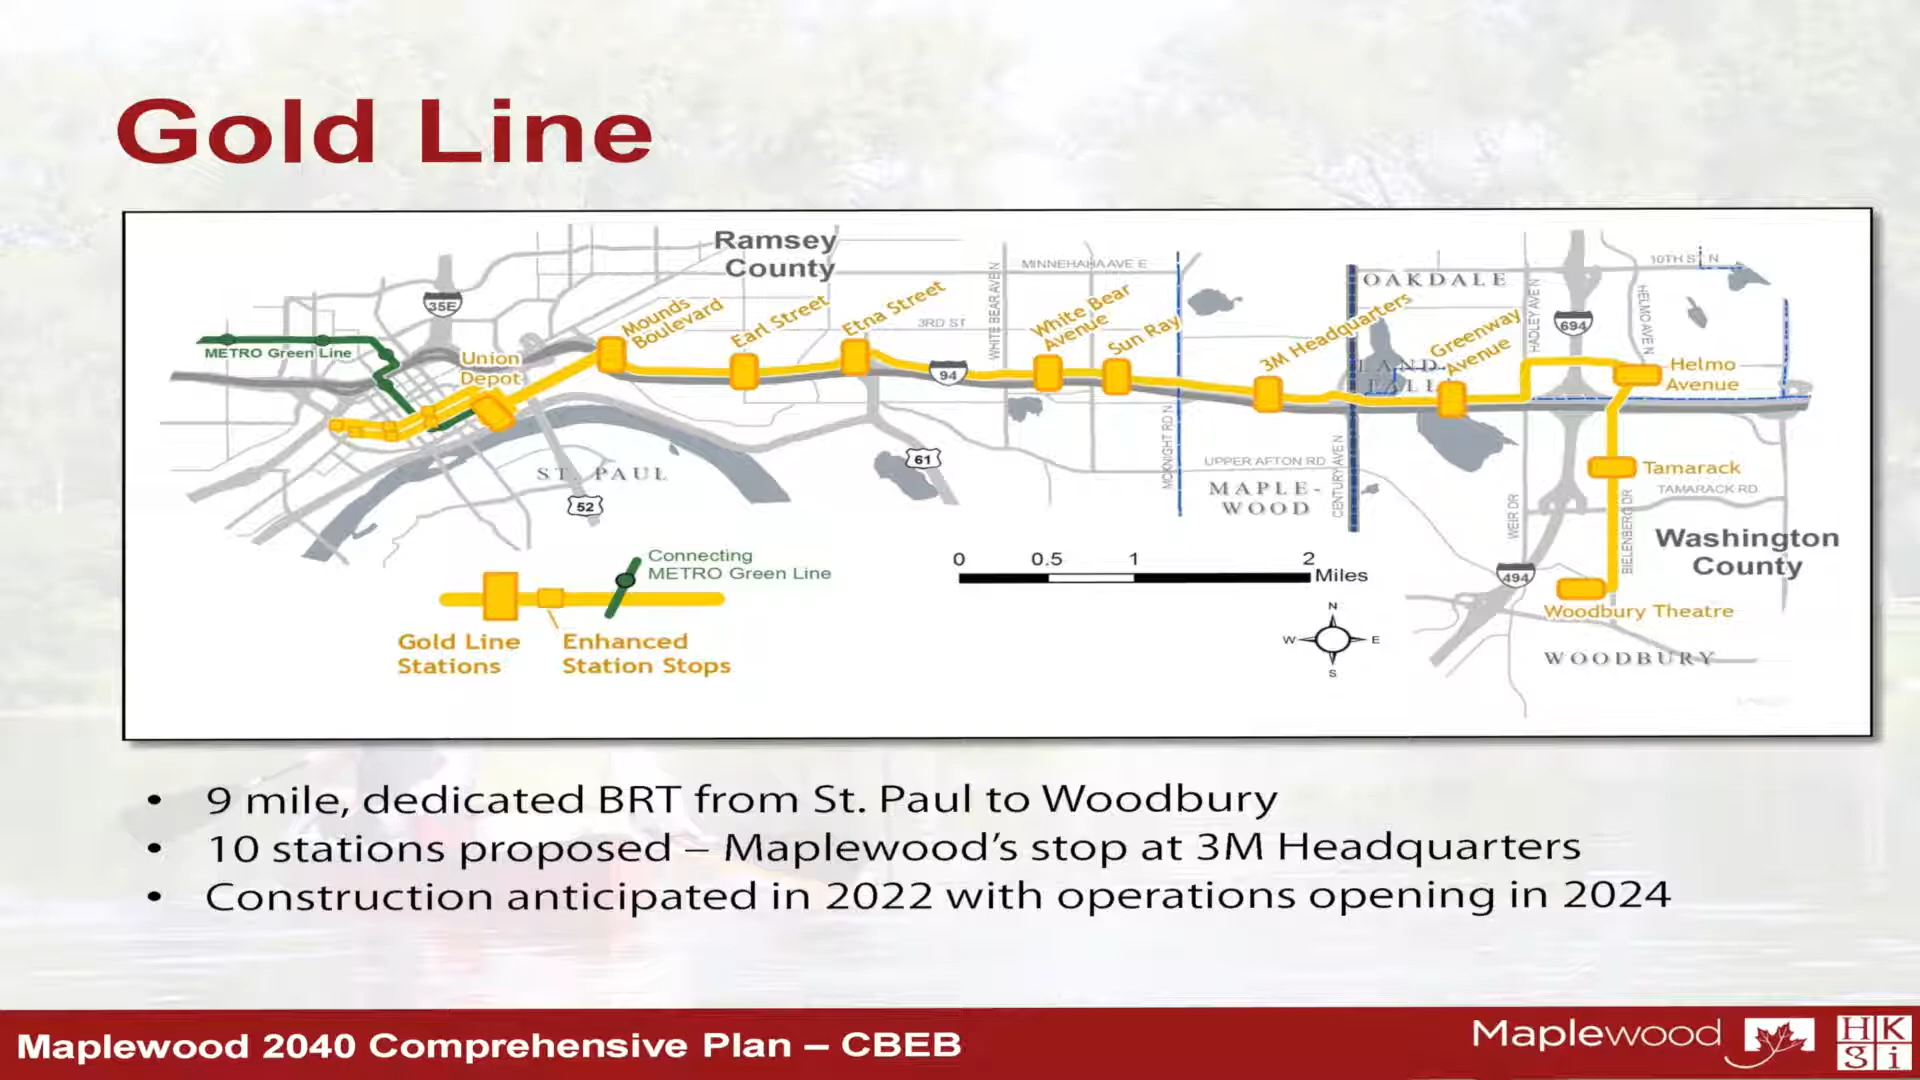 Gold Line
Ramsey
County
MINNEHAHA AVE E
10TH ST N
OAKDALE
35E
Mounds
Boulevard
Earl Street
Etna Street
3RD ST
WHITE BEAR AVE N
White Bear
Avenue
Sun Ray
3M Headquarters
Greenway
Avenue
HADLEY AVE N
694
HELMO AVE N
METRO Green Line
Union
Depot
94
LAND-
FALL
Helmo
Avenue
MCKNIGHT RD N
CENTURY AVE N
ST. PAUL
61
UPPER AFTON RD
Tamarack
TAMARACK RD
MAPLE-
WOOD
52
WEIR DR
BIELENBERG DR
Washington
County
Connecting
METRO Green Line
0 0.5 1 2
Miles
494
Woodbury Theatre
N
W E
S
Gold Line
Stations
Enhanced
Station Stops
WOODBURY
• 9 mile, dedicated BRT from St. Paul to Woodbury
• 10 stations proposed – Maplewood’s stop at 3M Headquarters
• Construction anticipated in 2022 with operations opening in 2024
Maplewood 2040 Comprehensive Plan – CBEB
Maplewood
HK
gi